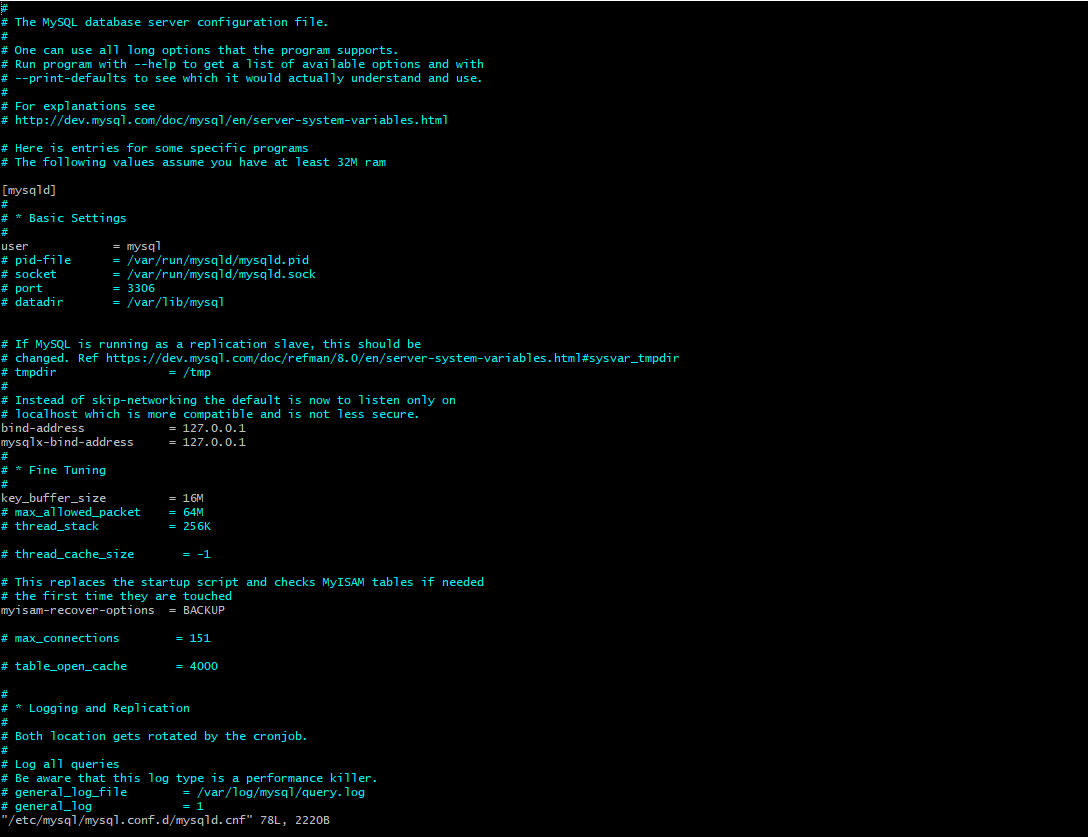 #
# The MySQL database server configuration file.
#
# One can use all long options that the program supports.
# Run program with --help to get a list of available options and with
# --print-defaults to see which it would actually understand and use.
#
# For explanations see
# http://dev.mysql.com/doc/mysql/en/server-system-variables.html

# Here is entries for some specific programs
# The following values assume you have at least 32M ram

[mysqld]
#
# * Basic Settings
#
user            = mysql
# pid-file      = /var/run/mysqld/mysqld.pid
# socket        = /var/run/mysqld/mysqld.sock
# port          = 3306
# datadir       = /var/lib/mysql


# If MySQL is running as a replication slave, this should be
# changed. Ref https://dev.mysql.com/doc/refman/8.0/en/server-system-variables.html#sysvar_tmpdir
# tmpdir                = /tmp
#
# Instead of skip-networking the default is now to listen only on
# localhost which is more compatible and is not less secure.
bind-address            = 127.0.0.1
mysqlx-bind-address     = 127.0.0.1
#
# * Fine Tuning
#
key_buffer_size         = 16M
# max_allowed_packet    = 64M
# thread_stack          = 256K

# thread_cache_size       = -1

# This replaces the startup script and checks MyISAM tables if needed
# the first time they are touched
myisam-recover-options  = BACKUP

# max_connections        = 151

# table_open_cache       = 4000

#
# * Logging and Replication
#
# Both location gets rotated by the cronjob.
#
# Log all queries
# Be aware that this log type is a performance killer.
# general_log_file        = /var/log/mysql/query.log
# general_log             = 1
"/etc/mysql/mysql.conf.d/mysqld.cnf" 78L, 2220B